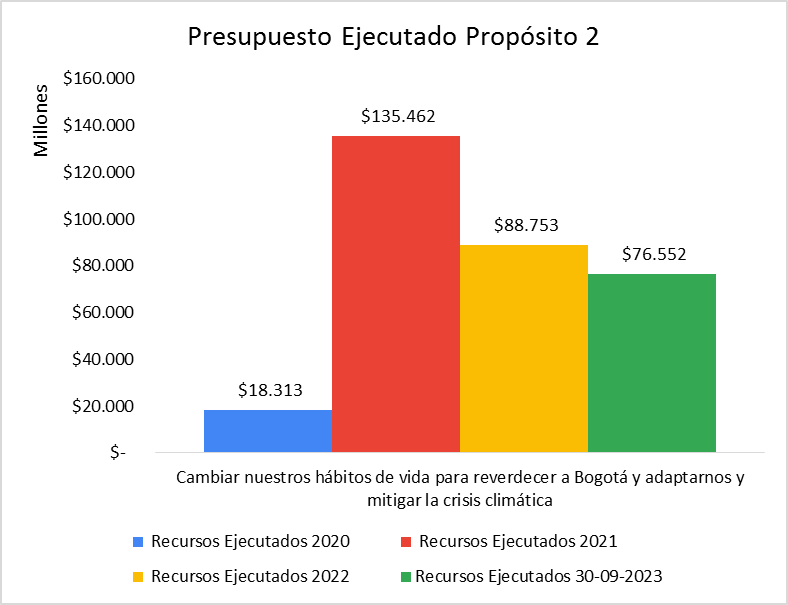 Presupuesto Ejecutado Propósito 2
Millones
$160.000
$140.000
$120.000
$100.000
$80.000
$60.000
$40.000
$20.000
$-
$18.313
$135.462
$88.753
$76.552
Cambiar nuestros hábitos de vida para reverdecer a Bogotá y adaptarnos y
mitigar la crisis climática
Recursos Ejecutados 2020
Recursos Ejecutados 2021
Recursos Ejecutados 2022
Recursos Ejecutados 30-09-2023